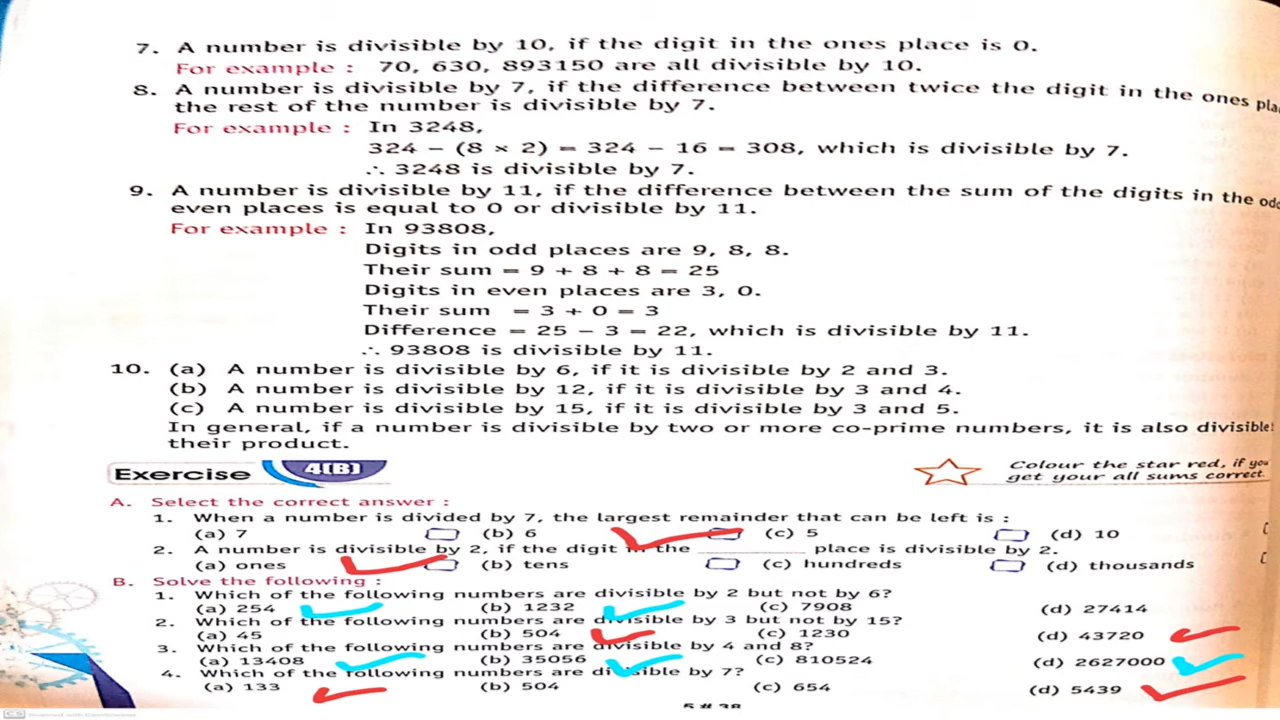 7. A number is divisible by 10, if the digit in the ones place is 0.
For example : 70, 630, 893150 are all divisible by 10.
8. A number is divisible by 7, if the difference between twice the digit in the ones
the rest of the number is divisible by 7.
For example : In 3248,
324 − (8 × 2) = 324 − 16 = 308, which is divisible by 7.
∴ 3248 is divisible by 7.
9. A number is divisible by 11, if the difference between the sum of the digits in the
even places is equal to 0 or divisible by 11.
For example : In 93808,
Digits in odd places are 9, 8, 8.
Their sum = 9 + 8 + 8 = 25
Digits in even places are 3, 0.
Their sum = 3 + 0 = 3
Difference = 25 − 3 = 22, which is divisible by 11.
∴ 93808 is divisible by 11.
10. (a) A number is divisible by 6, if it is divisible by 2 and 3.
(b) A number is divisible by 12, if it is divisible by 3 and 4.
(c) A number is divisible by 15, if it is divisible by 3 and 5.
In general, if a number is divisible by two or more co-prime numbers, it is also divisible
their product.
Exercise 4(B)
Colour the star red, if you
get your all sums correct.
A. Select the correct answer :
1. When a number is divided by 7, the largest remainder that can be left is :
(a) 7 (b) 6 (c) 5 (d) 10
2. A number is divisible by 2, if the digit in the ____________ place is divisible by 2.
(a) ones (b) tens (c) hundreds (d) thousands
B. Solve the following :
1. Which of the following numbers are divisible by 2 but not by 6?
(a) 254 (b) 1232 (c) 7908 (d) 27414
2. Which of the following numbers are divisible by 3 but not by 15?
(a) 45 (b) 504 (c) 1230 (d) 43720
3. Which of the following numbers are divisible by 4 and 8?
(a) 13408 (b) 35056 (c) 810524 (d) 2627000
4. Which of the following numbers are divisible by 7?
(a) 133 (b) 504 (c) 654 (d) 5439